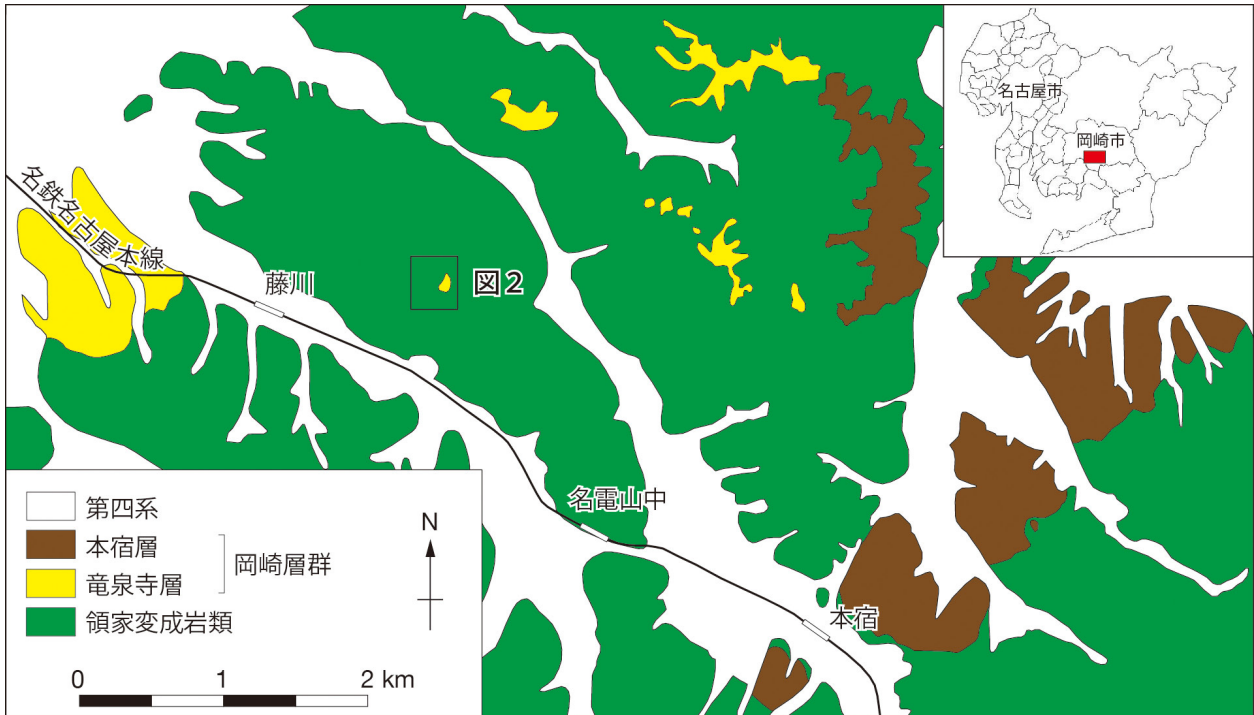 名古屋市
岡崎市
名鉄名古屋本線
藤川
図2
名電山中
本宿
第四系
本宿層
竜泉寺層
岡崎層群
領家変成岩類
N
0 1 2 km